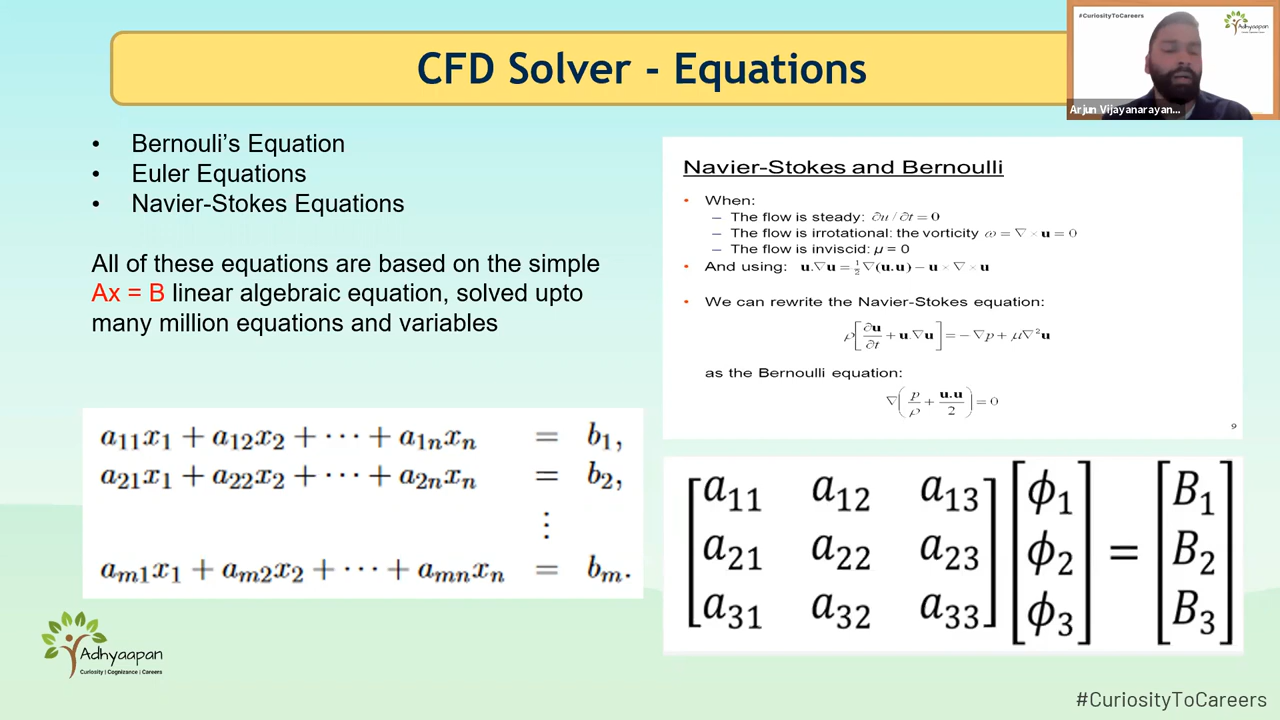 CFD Solver - Equations
#CuriosityToCareers
Adhyaapan
Arjun Vijayanarayan...
• Bernouli's Equation
• Euler Equations
• Navier-Stokes Equations
All of these equations are based on the simple
Ax = B linear algebraic equation, solved upto
many million equations and variables
Navier-Stokes and Bernoulli
• When:
– The flow is steady: ∂u / ∂t = 0
– The flow is irrotational: the vorticity ω = ∇ × u = 0
– The flow is inviscid: μ = 0
• And using: u.∇u = ½∇(u.u) − u × ∇ × u
• We can rewrite the Navier-Stokes equation:
ρ[∂u/∂t + u.∇u] = −∇p + μ∇²u
as the Bernoulli equation:
∇(p/ρ + u.u/2) = 0
9
a11x1 + a12x2 + ··· + a1nxn = b1,
a21x1 + a22x2 + ··· + a2nxn = b2,
⋮
am1x1 + am2x2 + ··· + amnxn = bm.
[a11 a12 a13] [ϕ1] [B1]
[a21 a22 a23] [ϕ2] = [B2]
[a31 a32 a33] [ϕ3] [B3]
Adhyaapan
Curiosity | Cognizance | Careers
#CuriosityToCareers